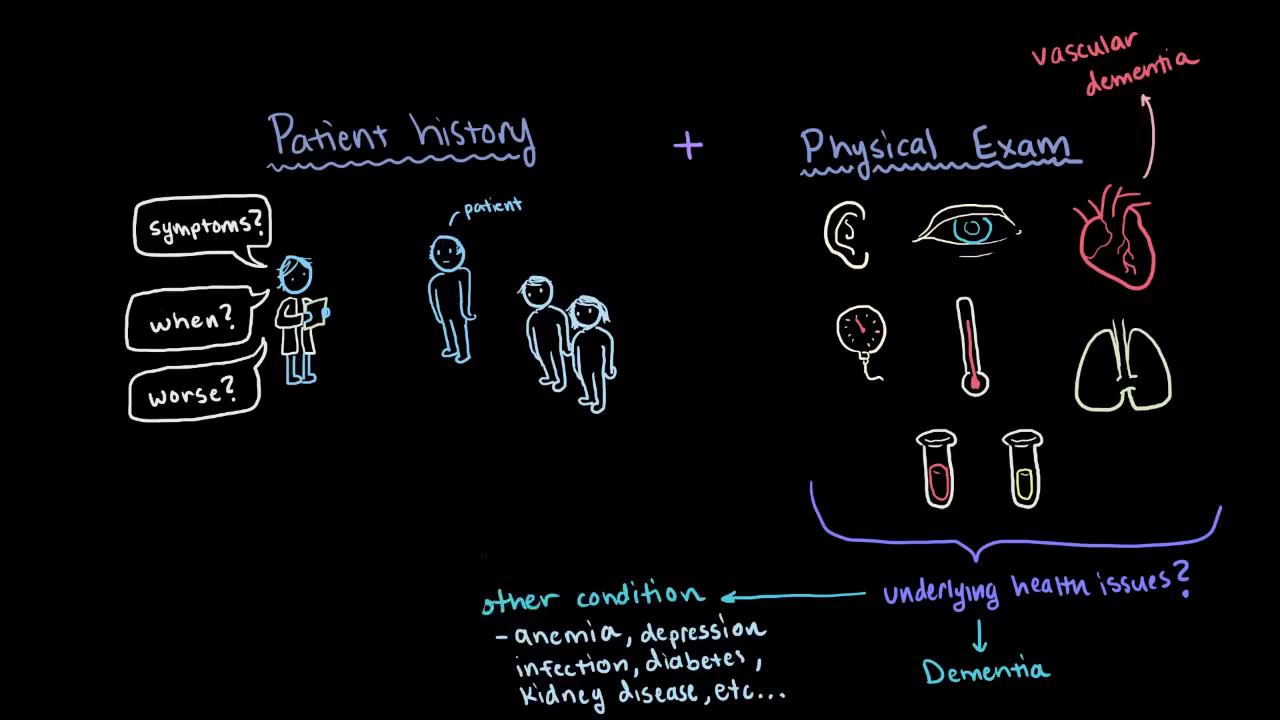 vascular
dementia
Patient history
+
Physical Exam
symptoms?
patient
when?
worse?
underlying health issues?
other condition
- anemia, depression
infection, diabetes,
kidney disease, etc...
Dementia